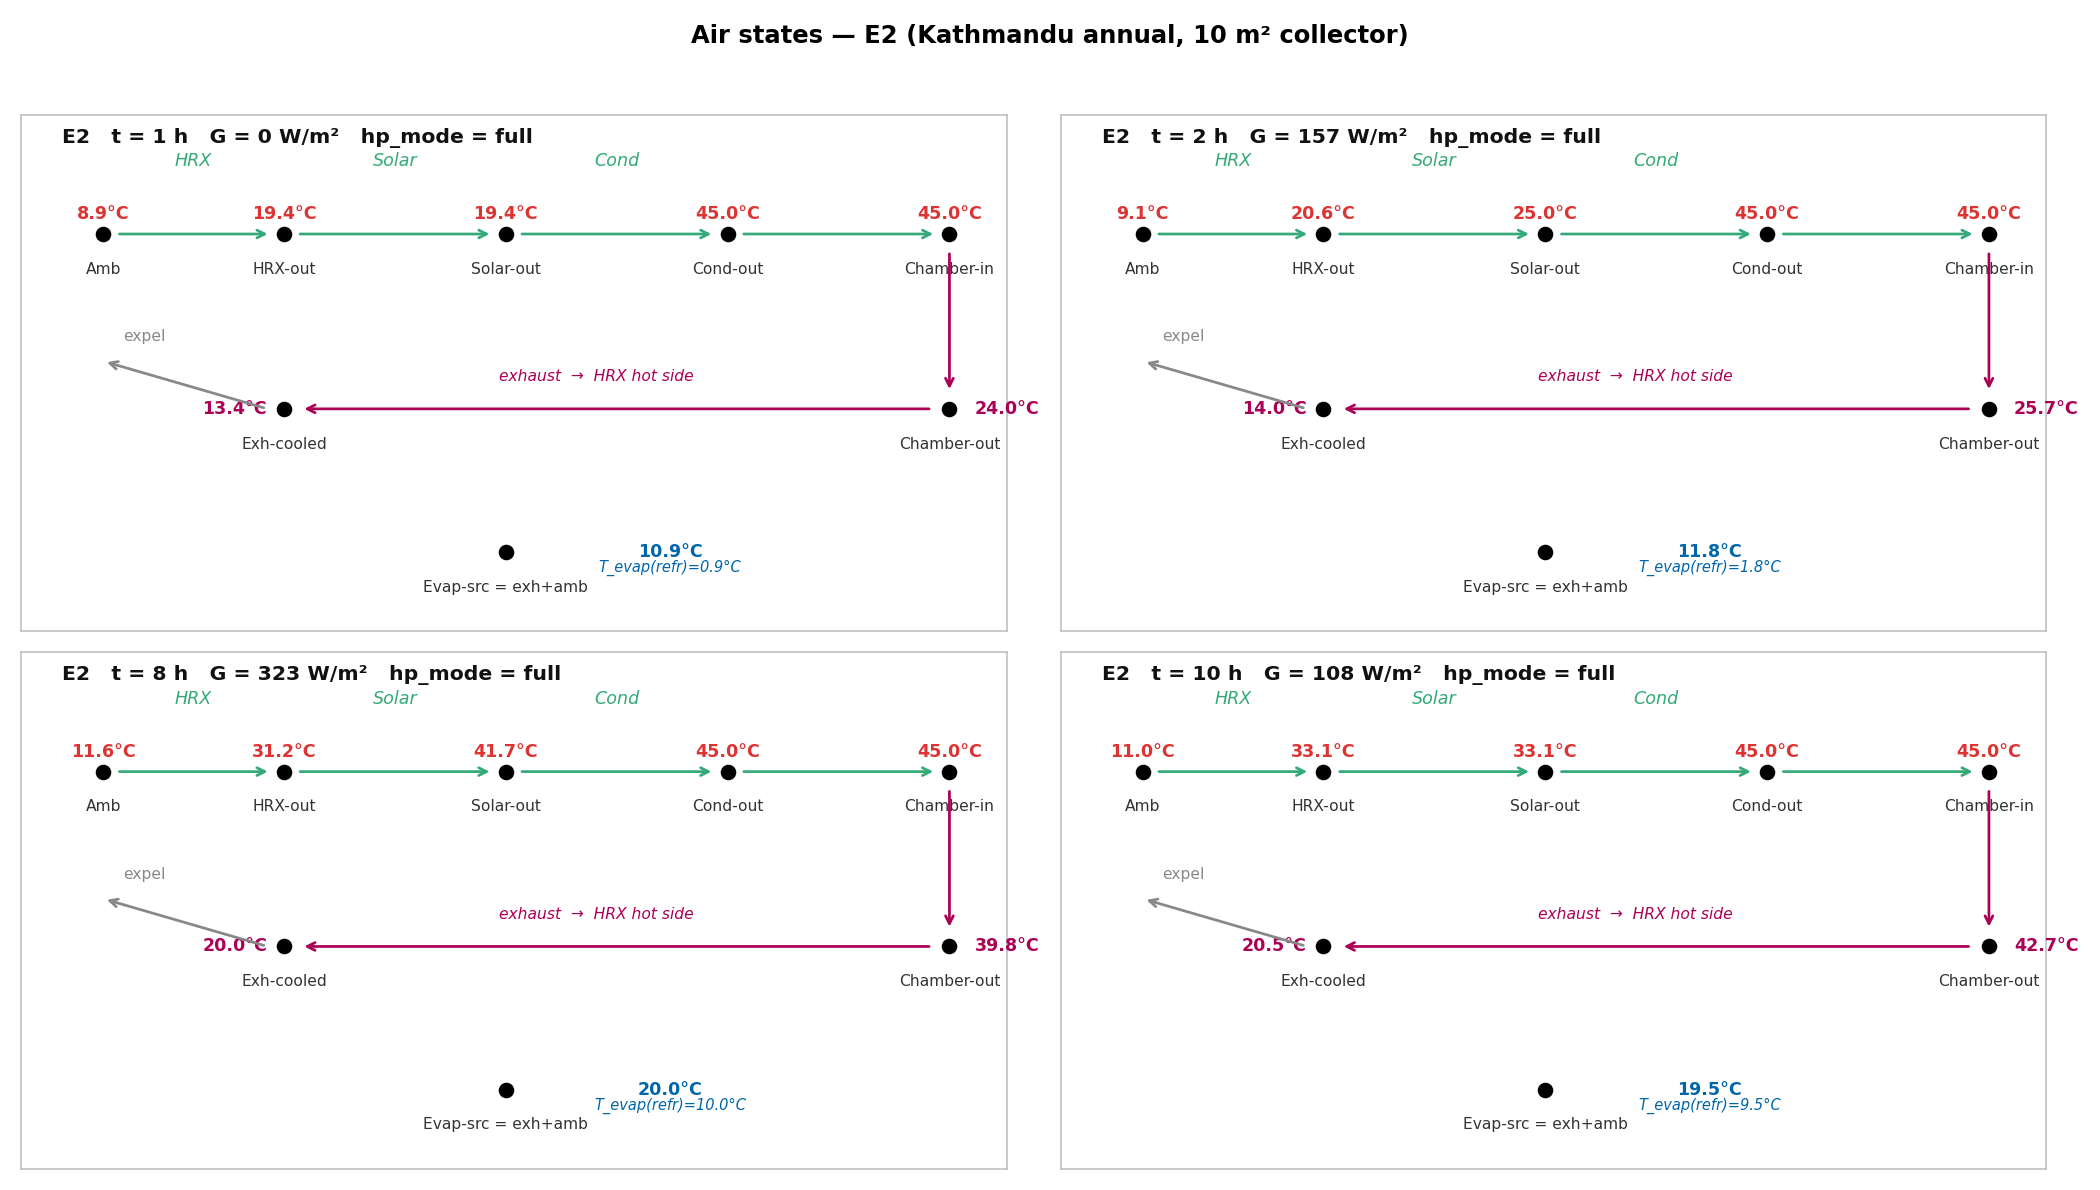 Air states — E2 (Kathmandu annual, 10 m² collector)
E2 t = 1 h G = 0 W/m² hp_mode = full
HRX Solar Cond
8.9°C 19.4°C 19.4°C 45.0°C 45.0°C
Amb HRX-out Solar-out Cond-out Chamber-in
expel
exhaust → HRX hot side
13.4°C 24.0°C
Exh-cooled Chamber-out
10.9°C
T_evap(refr)=0.9°C
Evap-src = exh+amb
E2 t = 2 h G = 157 W/m² hp_mode = full
HRX Solar Cond
9.1°C 20.6°C 25.0°C 45.0°C 45.0°C
Amb HRX-out Solar-out Cond-out Chamber-in
expel
exhaust → HRX hot side
14.0°C 25.7°C
Exh-cooled Chamber-out
11.8°C
T_evap(refr)=1.8°C
Evap-src = exh+amb
E2 t = 8 h G = 323 W/m² hp_mode = full
HRX Solar Cond
11.6°C 31.2°C 41.7°C 45.0°C 45.0°C
Amb HRX-out Solar-out Cond-out Chamber-in
expel
exhaust → HRX hot side
20.0°C 39.8°C
Exh-cooled Chamber-out
20.0°C
T_evap(refr)=10.0°C
Evap-src = exh+amb
E2 t = 10 h G = 108 W/m² hp_mode = full
HRX Solar Cond
11.0°C 33.1°C 33.1°C 45.0°C 45.0°C
Amb HRX-out Solar-out Cond-out Chamber-in
expel
exhaust → HRX hot side
20.5°C 42.7°C
Exh-cooled Chamber-out
19.5°C
T_evap(refr)=9.5°C
Evap-src = exh+amb